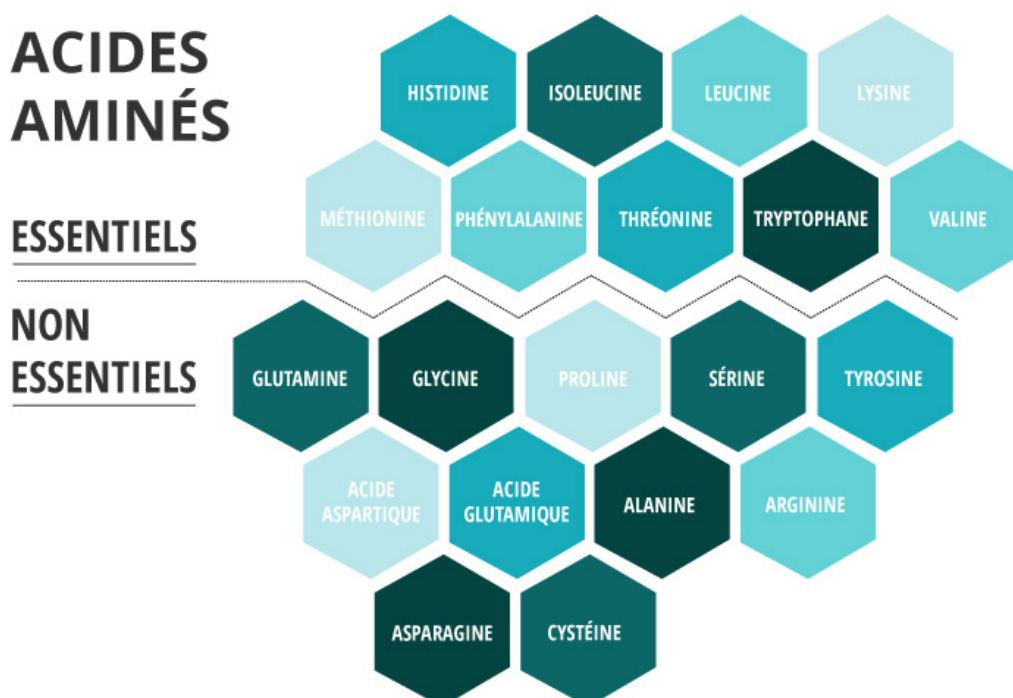 ACIDES
AMINÉS
HISTIDINE
ISOLEUCINE
LEUCINE
LYSINE
MÉTHIONINE
PHÉNYLALANINE
THRÉONINE
TRYPTOPHANE
VALINE
ESSENTIELS
NON
ESSENTIELS
GLUTAMINE
GLYCINE
PROLINE
SÉRINE
TYROSINE
ACIDE
ASPARTIQUE
ACIDE
GLUTAMIQUE
ALANINE
ARGININE
ASPARAGINE
CYSTÉINE